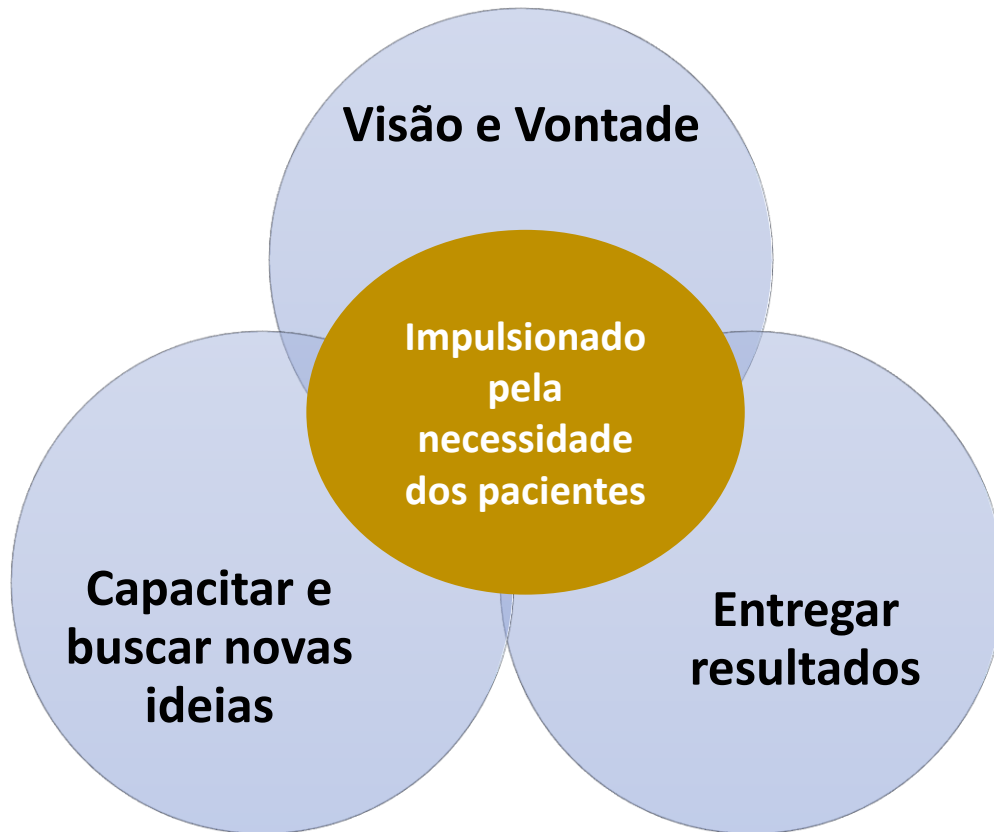 Visão e Vontade
Impulsionado
pela
necessidade
dos pacientes
Capacitar e
buscar novas
ideias
Entregar
resultados